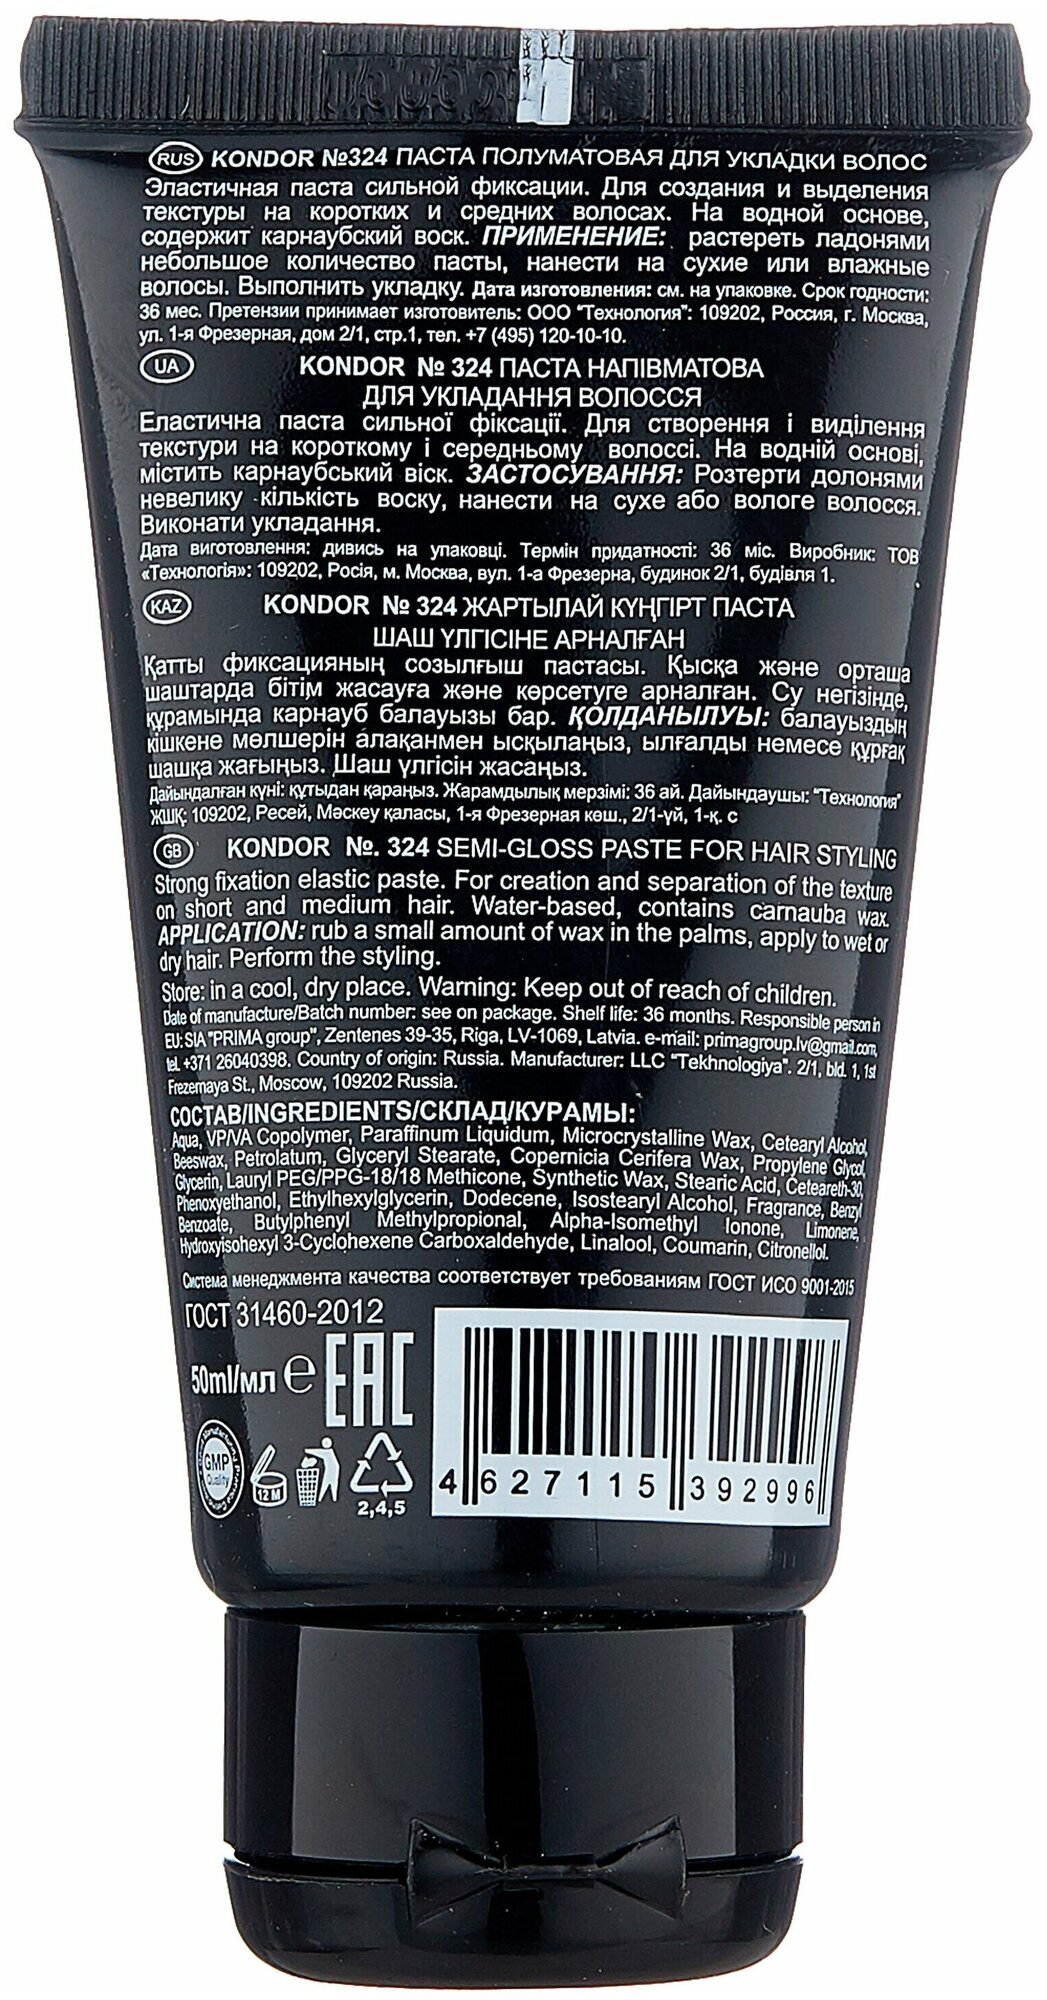 RUS KONDOR №324 ПАСТА ПОЛУМАТОВАЯ ДЛЯ УКЛАДКИ ВОЛОС
Эластичная паста сильной фиксации. Для создания и выделения
текстуры на коротких и средних волосах. На водной основе,
содержит карнаубский воск. ПРИМЕНЕНИЕ: растереть ладонями
небольшое количество пасты, нанести на сухие или влажные
волосы. Выполнить укладку. Дата изготовления: см. на упаковке. Срок годности:
36 мес. Претензии принимает изготовитель: ООО "Технология": 109202, Россия, г. Москва,
ул. 1-я Фрезерная, дом 2/1, стр.1, тел. +7 (495) 120-10-10.
UA KONDOR № 324 ПАСТА НАПІВМАТОВА
ДЛЯ УКЛАДАННЯ ВОЛОССЯ
Еластична паста сильної фіксації. Для створення і виділення
текстури на короткому і середньому волоссі. На водній основі,
містить карнаубський віск. ЗАСТОСУВАННЯ: Розтерти долонями
невелику кількість воску, нанести на сухе або вологе волосся.
Виконати укладання.
Дата виготовлення: дивись на упаковці. Термін придатності: 36 міс. Виробник: ТОВ
«Технологія»: 109202, Росія, м. Москва, вул. 1-а Фрезерна, будинок 2/1, будівля 1.
KAZ KONDOR № 324 ЖАРТЫЛАЙ КҮҢГІРТ ПАСТА
ШАШ ҮЛГІСІНЕ АРНАЛҒАН
Қатты фиксацияның созылғыш пастасы. Қысқа және орташа
шаштарда бітім жасауға және көрсетуге арналған. Су негізінде,
құрамында карнауб балауызы бар. ҚОЛДАНЫЛУЫ: балауыздың
кішкене мөлшерін алақанмен ысқылаңыз, ылғалды немесе құрғақ
шашқа жағыңыз. Шаш үлгісін жасаңыз.
Дайындалған күні: құтыдан қараңыз. Жарамдылық мерзімі: 36 ай. Дайындаушы: "Технология"
ЖШҚ: 109202, Ресей, Мәскеу қаласы, 1-я Фрезерная көш., 2/1-үй, 1-қ. с
GB KONDOR №. 324 SEMI-GLOSS PASTE FOR HAIR STYLING
Strong fixation elastic paste. For creation and separation of the texture
on short and medium hair. Water-based, contains carnauba wax.
APPLICATION: rub a small amount of wax in the palms, apply to wet or
dry hair. Perform the styling.
Store: in a cool, dry place. Warning: Keep out of reach of children.
Date of manufacture/Batch number: see on package. Shelf life: 36 months. Responsible person in
EU: SIA "PRIMA group", Zentenes 39-35, Riga, LV-1069, Latvia. e-mail: primagroup.lv@gmail.com,
tel. +371 26040398. Country of origin: Russia. Manufacturer: LLC "Tekhnologiya". 2/1, bld. 1, 1st
Frezernaya St., Moscow, 109202 Russia.
СОСТАВ/INGREDIENTS/СКЛАД/КУРАМЫ:
Aqua, VP/VA Copolymer, Paraffinum Liquidum, Microcrystalline Wax, Cetearyl Alcohol,
Beeswax, Petrolatum, Glyceryl Stearate, Copernicia Cerifera Wax, Propylene Glycol,
Glycerin, Lauryl PEG/PPG-18/18 Methicone, Synthetic Wax, Stearic Acid, Ceteareth-30,
Phenoxyethanol, Ethylhexylglycerin, Dodecene, Isostearyl Alcohol, Fragrance, Benzyl
Benzoate, Butylphenyl Methylpropional, Alpha-Isomethyl Ionone, Limonene,
Hydroxyisohexyl 3-Cyclohexene Carboxaldehyde, Linalool, Coumarin, Citronellol.
Система менеджмента качества соответствует требованиям ГОСТ ИСО 9001-2015
ГОСТ 31460-2012
50ml/мл e EAC
GMP
Quality
12 M
2,4,5
4 627115 392996